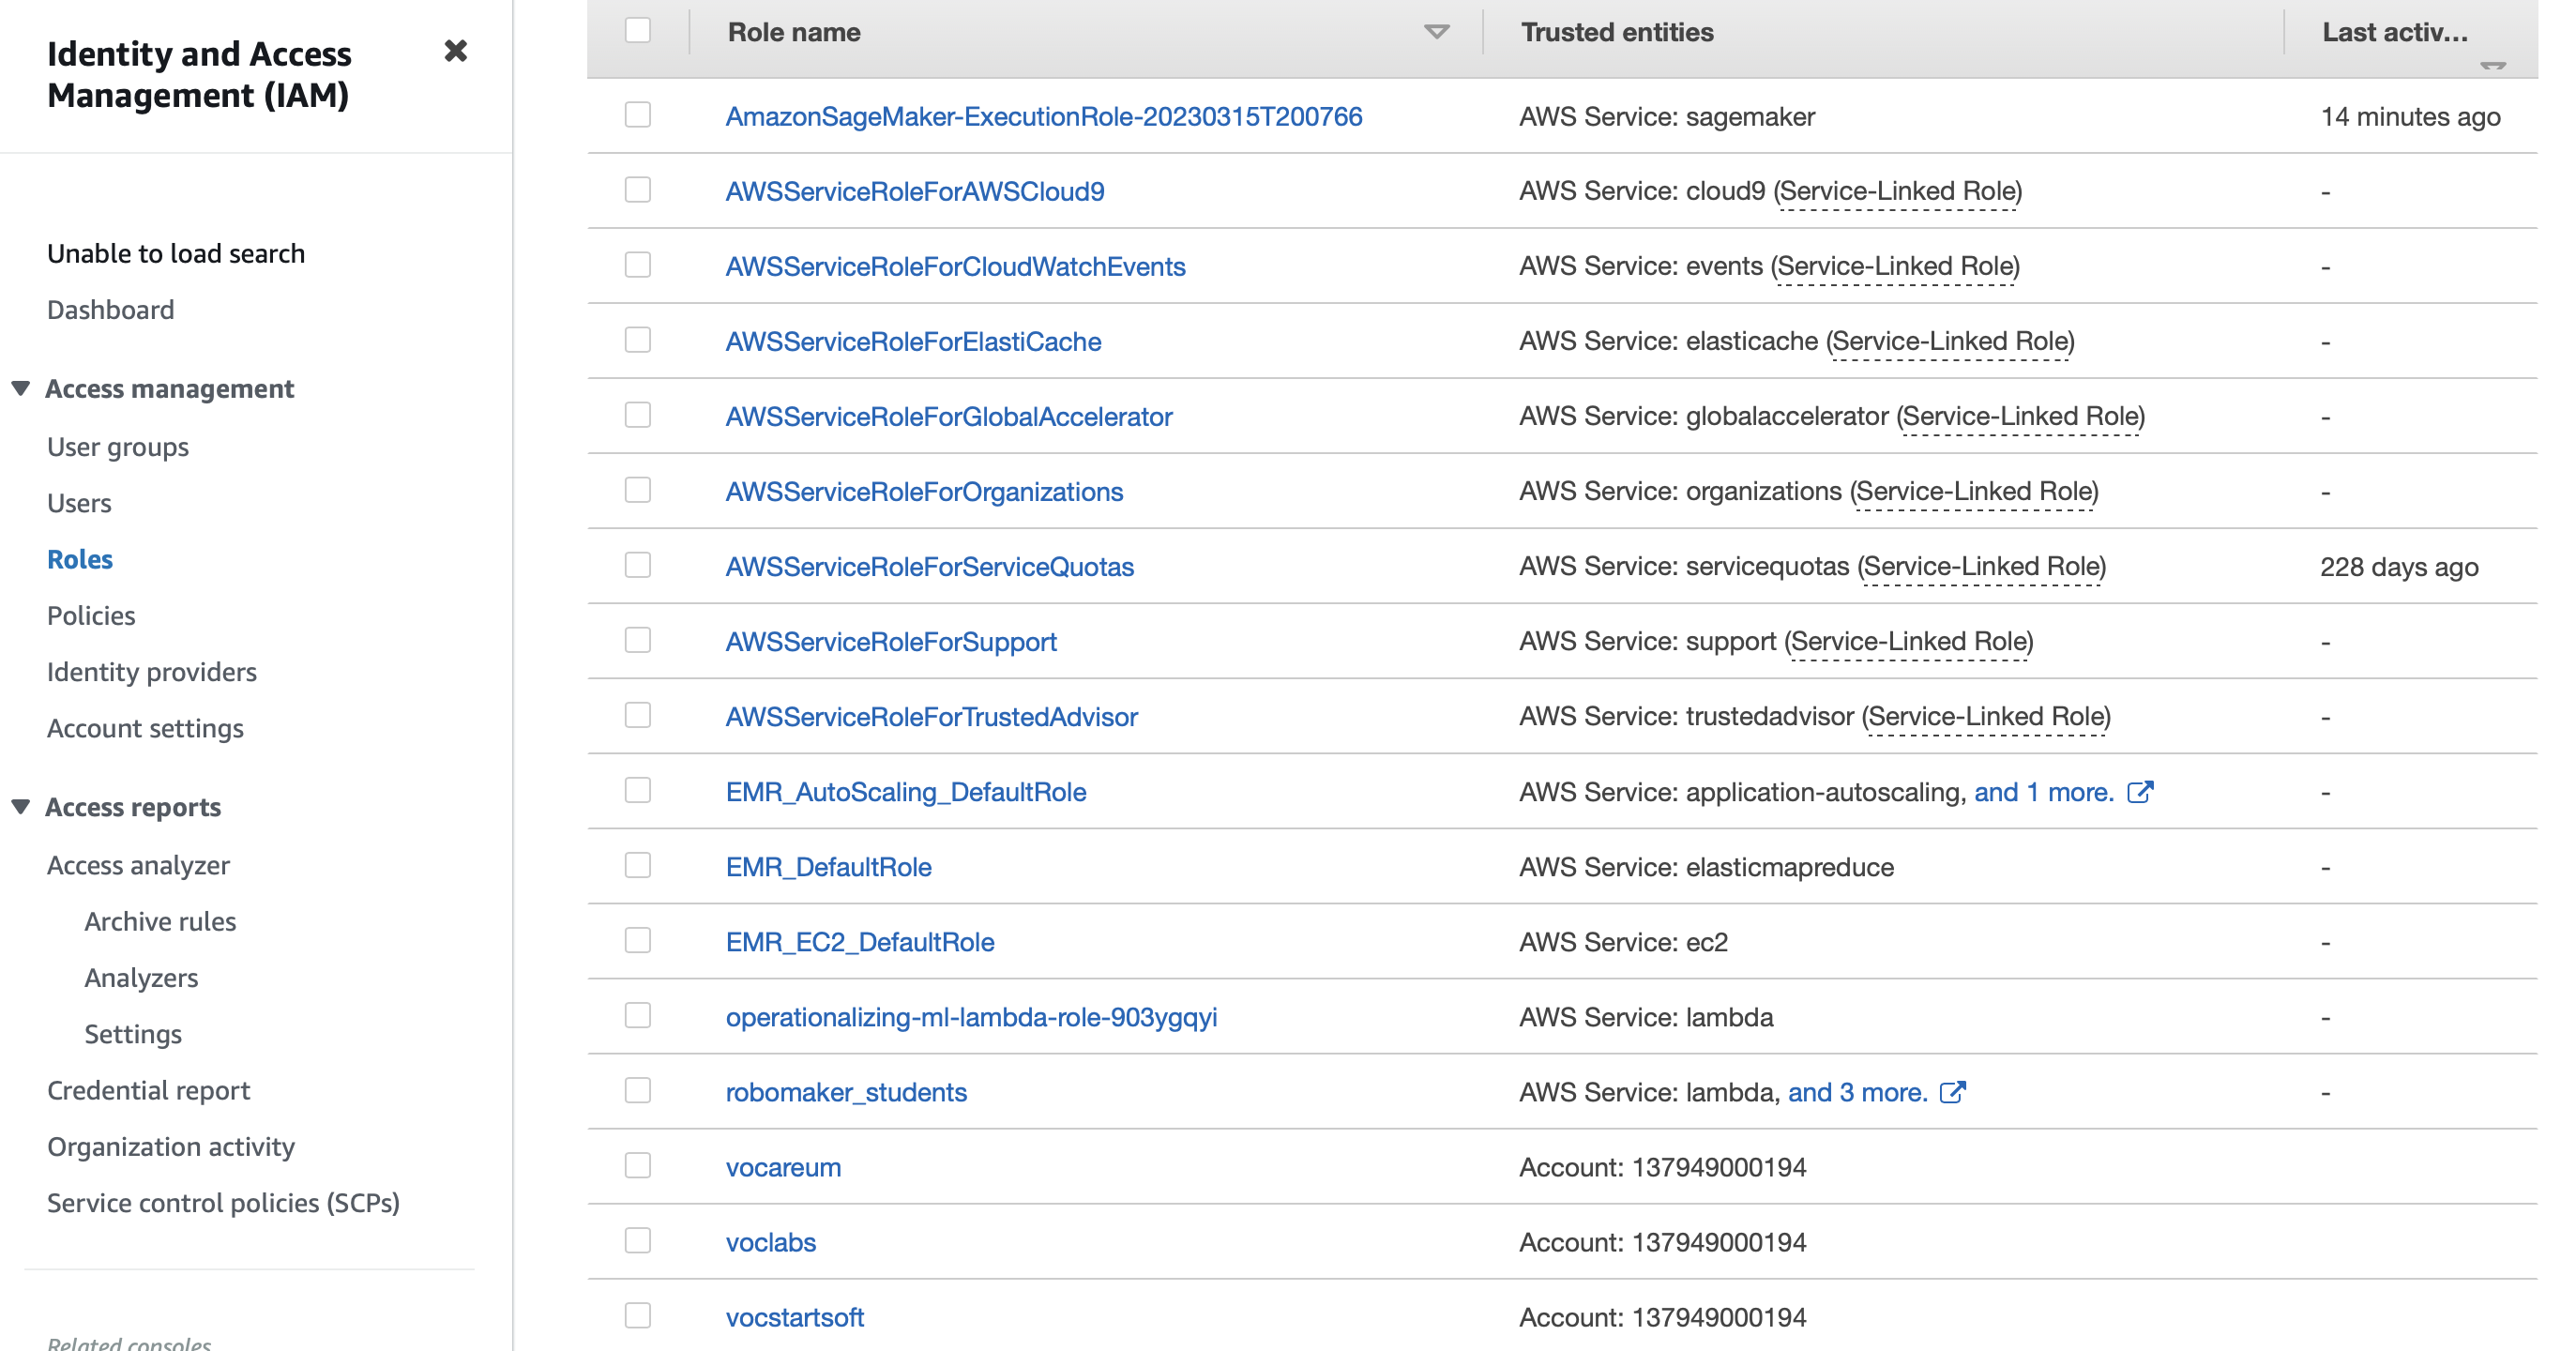 Identity and Access
Management (IAM)
Unable to load search
Dashboard
Access management
User groups
Users
Roles
Policies
Identity providers
Account settings
Access reports
Access analyzer
Archive rules
Analyzers
Settings
Credential report
Organization activity
Service control policies (SCPs)
Related consoles
Role name Trusted entities Last activ...
AmazonSageMaker-ExecutionRole-20230315T200766 AWS Service: sagemaker 14 minutes ago
AWSServiceRoleForAWSCloud9 AWS Service: cloud9 (Service-Linked Role) -
AWSServiceRoleForCloudWatchEvents AWS Service: events (Service-Linked Role) -
AWSServiceRoleForElastiCache AWS Service: elasticache (Service-Linked Role) -
AWSServiceRoleForGlobalAccelerator AWS Service: globalaccelerator (Service-Linked Role) -
AWSServiceRoleForOrganizations AWS Service: organizations (Service-Linked Role) -
AWSServiceRoleForServiceQuotas AWS Service: servicequotas (Service-Linked Role) 228 days ago
AWSServiceRoleForSupport AWS Service: support (Service-Linked Role) -
AWSServiceRoleForTrustedAdvisor AWS Service: trustedadvisor (Service-Linked Role) -
EMR_AutoScaling_DefaultRole AWS Service: application-autoscaling, and 1 more. -
EMR_DefaultRole AWS Service: elasticmapreduce -
EMR_EC2_DefaultRole AWS Service: ec2 -
operationalizing-ml-lambda-role-903ygqyi AWS Service: lambda -
robomaker_students AWS Service: lambda, and 3 more. -
vocareum Account: 137949000194
voclabs Account: 137949000194
vocstartsoft Account: 137949000194